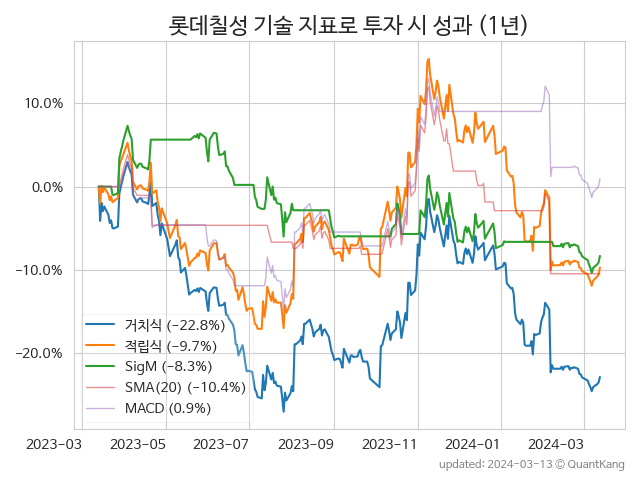 롯데칠성 기술 지표로 투자 시 성과 (1년)
10.0%
0.0%
−10.0%
−20.0%
거치식 (−22.8%)
적립식 (−9.7%)
SigM (−8.3%)
SMA(20) (−10.4%)
MACD (0.9%)
2023-03 2023-05 2023-07 2023-09 2023-11 2024-01 2024-03
updated: 2024-03-13 ⓒ QuantKang